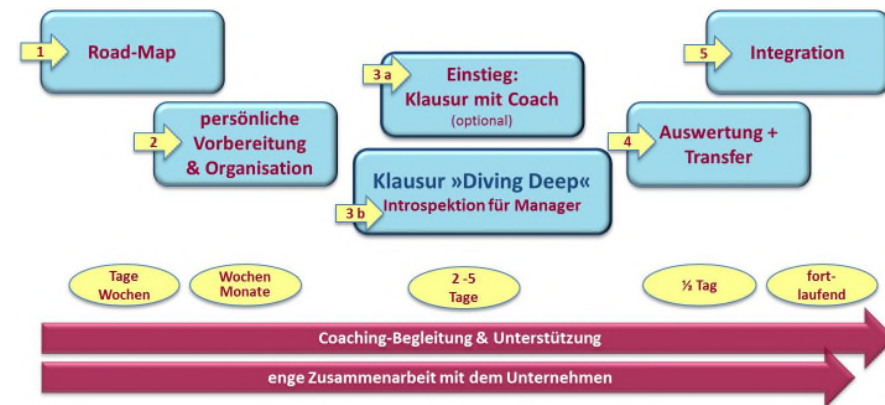 1
Road-Map
2
persönliche
Vorbereitung
& Organisation
3 a
Einstieg:
Klausur mit Coach
(optional)
3 b
Klausur »Diving Deep«
Introspektion für Manager
4
Auswertung +
Transfer
5
Integration
Tage
Wochen
Wochen
Monate
2 -5
Tage
½ Tag
fort-
laufend
Coaching-Begleitung & Unterstützung
enge Zusammenarbeit mit dem Unternehmen